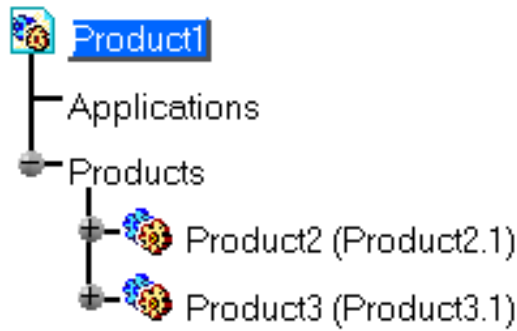 Product1
Applications
Products
Product2 (Product2.1)
Product3 (Product3.1)